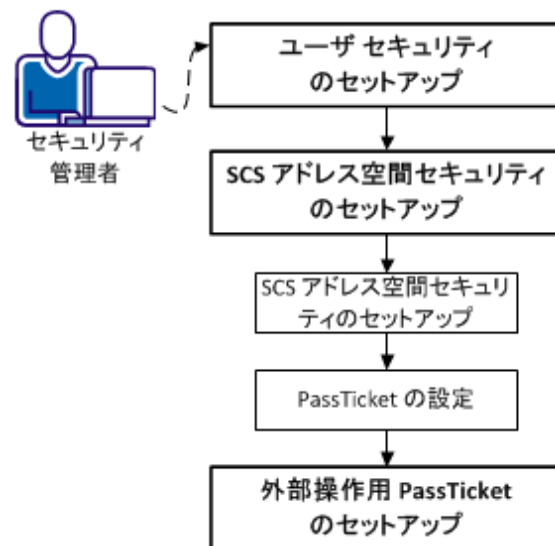 セキュリティ
管理者
ユーザ セキュリティ
のセットアップ
SCS アドレス空間セキュリティ
のセットアップ
SCS アドレス空間セキュリ
ティのセットアップ
PassTicket の設定
外部操作用 PassTicket
のセットアップ